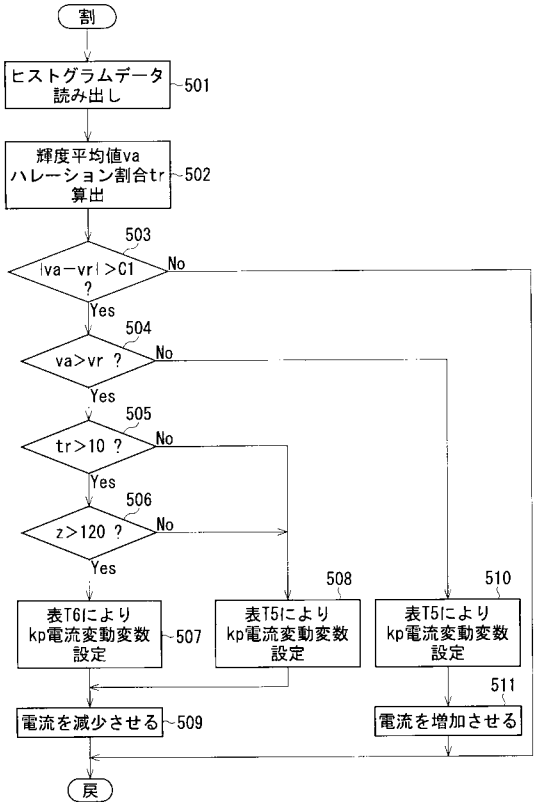 割
ヒストグラムデータ
読み出し
501
輝度平均値va
ハレーション割合tr
算出
502
503
|va−vr|>C1
?
No
Yes
504
va>vr ?
No
Yes
505
tr>10 ?
No
Yes
506
z>120 ?
No
Yes
表T6により
kp電流変動変数
設定
507
508
表T5により
kp電流変動変数
設定
510
表T5により
kp電流変動変数
設定
電流を減少させる
509
511
電流を増加させる
戻